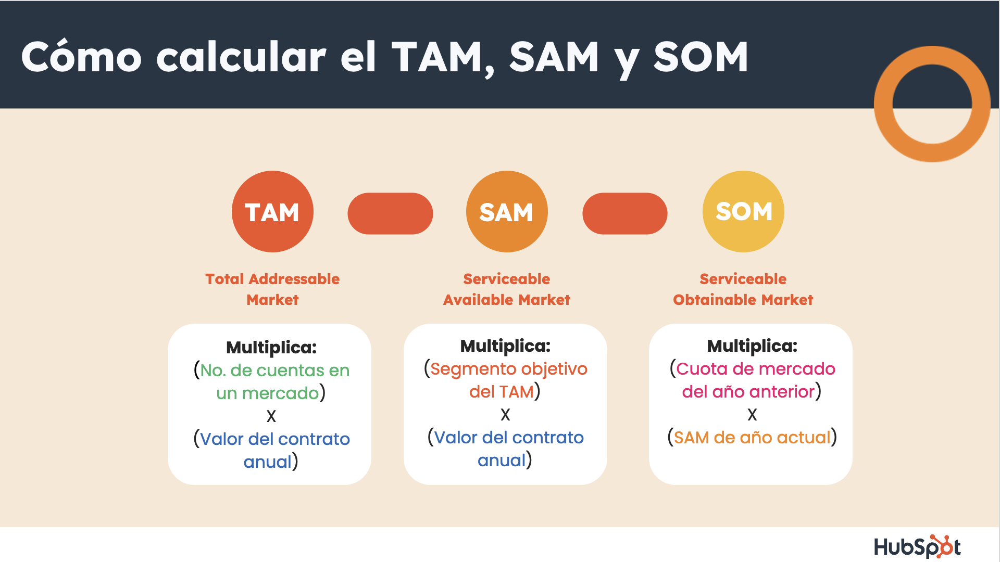 Cómo calcular el TAM, SAM y SOM
TAM
SAM
SOM
Total Addressable
Market
Serviceable
Available Market
Serviceable
Obtainable Market
Multiplica:
(No. de cuentas en
un mercado)
X
(Valor del contrato
anual)
Multiplica:
(Segmento objetivo
del TAM)
X
(Valor del contrato
anual)
Multiplica:
(Cuota de mercado
del año anterior)
X
(SAM de año actual)
HubSpot